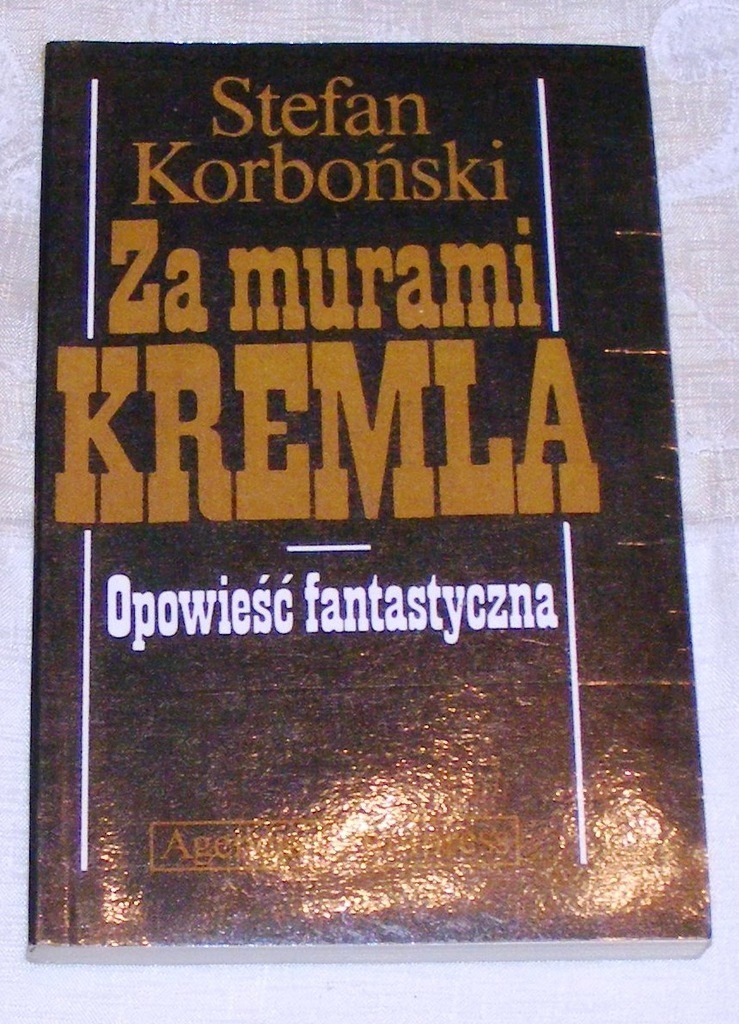 Stefan
Korboński
Za murami
KREMLA
Opowieść fantastyczna